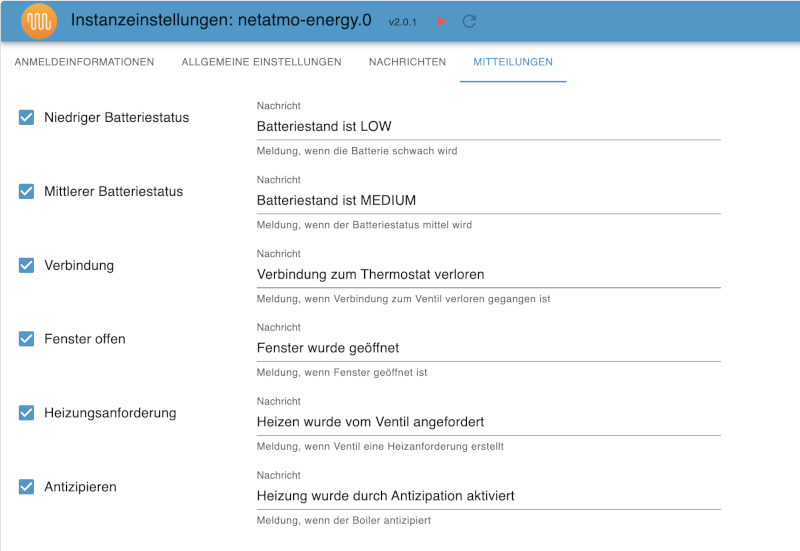 Instanzeinstellungen: netatmo-energy.0 v2.0.1
ANMELDEINFORMATIONEN ALLGEMEINE EINSTELLUNGEN NACHRICHTEN MITTEILUNGEN
Nachricht
Niedriger Batteriestatus Batteriestand ist LOW
Meldung, wenn die Batterie schwach wird
Nachricht
Mittlerer Batteriestatus Batteriestand ist MEDIUM
Meldung, wenn der Batteriestatus mittel wird
Nachricht
Verbindung Verbindung zum Thermostat verloren
Meldung, wenn Verbindung zum Ventil verloren gegangen ist
Nachricht
Fenster offen Fenster wurde geöffnet
Meldung, wenn Fenster geöffnet ist
Nachricht
Heizungsanforderung Heizen wurde vom Ventil angefordert
Meldung, wenn Ventil eine Heizanforderung erstellt
Nachricht
Antizipieren Heizung wurde durch Antizipation aktiviert
Meldung, wenn der Boiler antizipiert